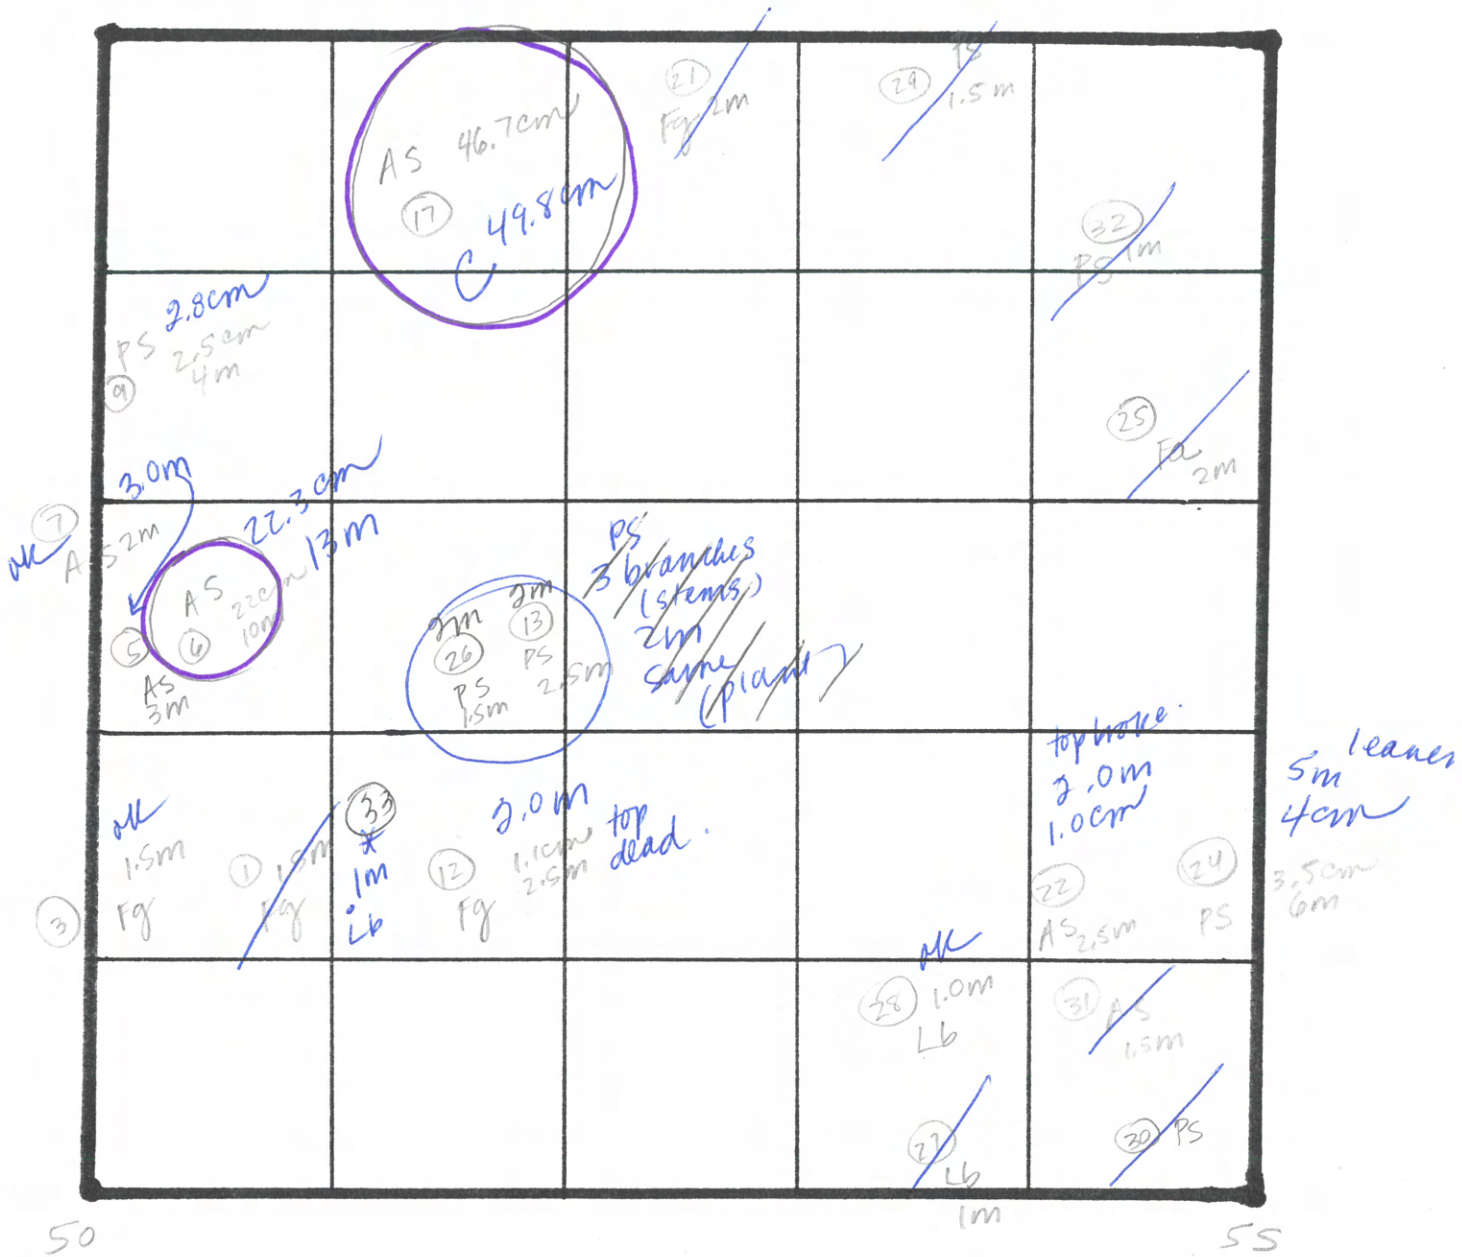 21
Fg 2m
29
PS
1.5m
AS 46.7cm
17
49.8cm
C
32
PS 1m
2.8cm
PS 2.5cm
4m
9
25
Fa
2m
3.0m
22.3cm
13m
7
ok
AS 2m
AS
22cm
10m
5
6
AS
3m
2m
2m
26
13
PS
PS
1.5m
2.5m
PS
3 branches
(stems)
2m
same
(plant)
ok
1.5m
3
Fg
1
1.5m
Fg
33
*
1m
Lb
2.0m
top
dead.
12
1.1cm
2.5m
Fg
top broke.
2.0m
1.0cm
22
AS 2.5m
24
PS
leaner
5m
4cm
3.5cm
6m
ok
28
1.0m
Lb
31
AS
1.5m
27
Lb
1m
30
PS
50
55